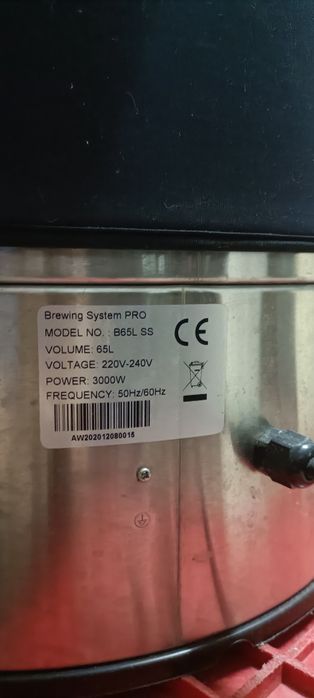 Brewing System PRO
MODEL NO. : B65L SS
VOLUME: 65L
VOLTAGE: 220V-240V
POWER: 3000W
FREQUENCY: 50Hz/60Hz
CE
AW202012080015